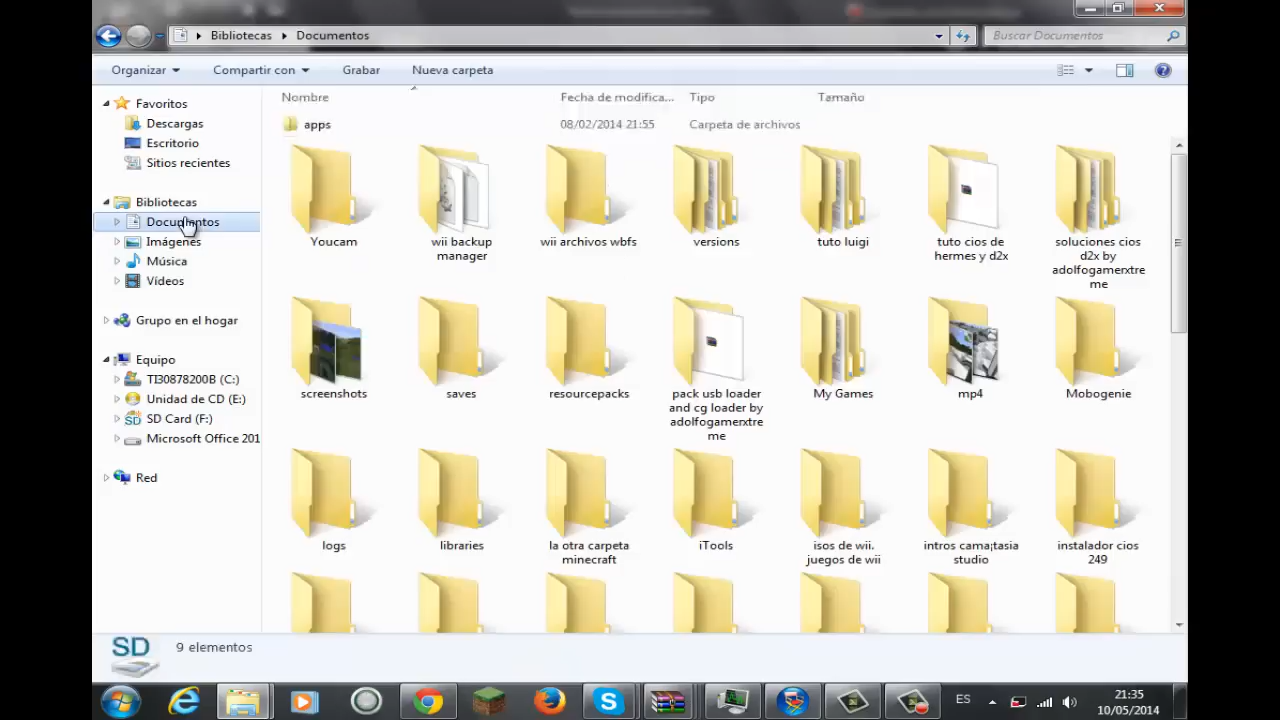 Bibliotecas
Documentos
Buscar Documentos
Organizar
Compartir con
Grabar
Nueva carpeta
Favoritos
Descargas
Escritorio
Sitios recientes
Bibliotecas
Documentos
Imágenes
Música
Vídeos
Grupo en el hogar
Equipo
TI30878200B (C:)
Unidad de CD (E:)
SD Card (F:)
Microsoft Office 201
Red
Nombre
Fecha de modifica...
Tipo
Tamaño
apps
08/02/2014 21:55
Carpeta de archivos
Youcam
wii backup
manager
wii archivos wbfs
versions
tuto luigi
tuto cios de
hermes y d2x
soluciones cios
d2x by
adolfogamerxtre
me
screenshots
saves
resourcepacks
pack usb loader
and cg loader by
adolfogamerxtre
me
My Games
mp4
Mobogenie
logs
libraries
la otra carpeta
minecraft
iTools
isos de wii.
juegos de wii
intros cama¡tasia
studio
instalador cios
249
SD
9 elementos
ES
21:35
10/05/2014